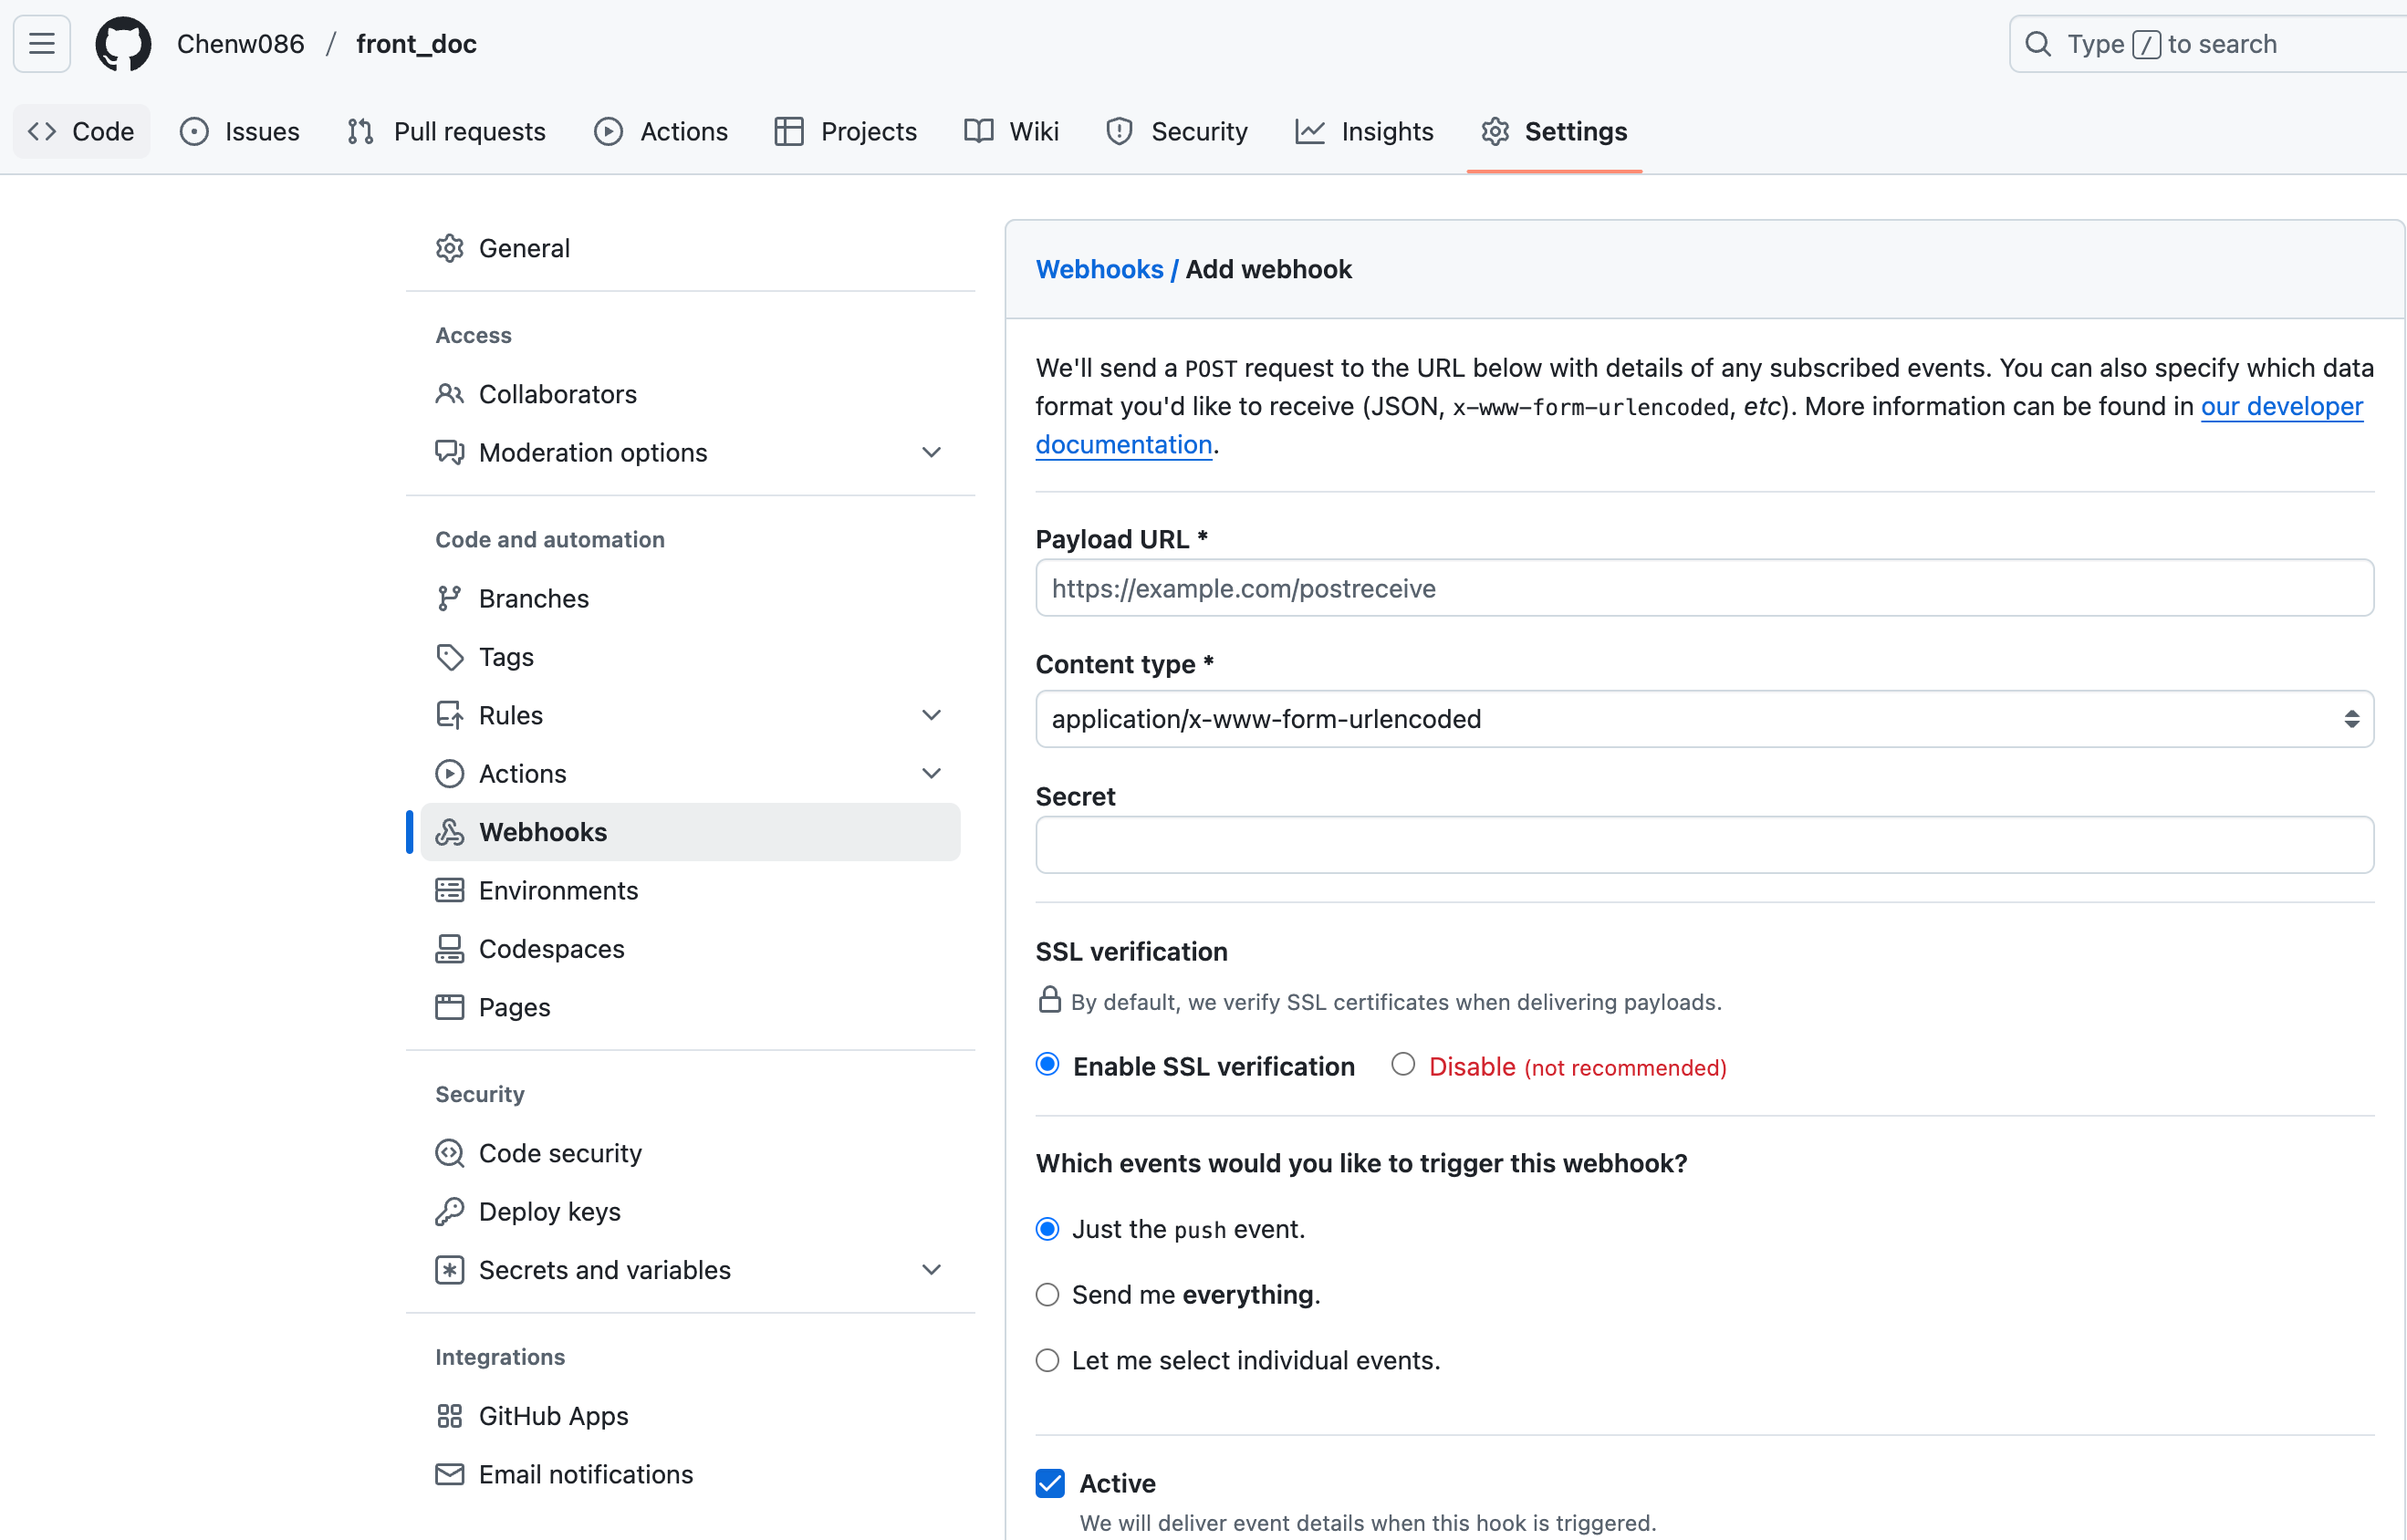 Chenw086 / front_doc
Type / to search
Code Issues Pull requests Actions Projects Wiki Security Insights Settings
General
Access
Collaborators
Moderation options
Code and automation
Branches
Tags
Rules
Actions
Webhooks
Environments
Codespaces
Pages
Security
Code security
Deploy keys
Secrets and variables
Integrations
GitHub Apps
Email notifications
Webhooks / Add webhook
We'll send a POST request to the URL below with details of any subscribed events. You can also specify which data
format you'd like to receive (JSON, x-www-form-urlencoded, etc). More information can be found in our developer
documentation.
Payload URL *
https://example.com/postreceive
Content type *
application/x-www-form-urlencoded
Secret
SSL verification
By default, we verify SSL certificates when delivering payloads.
Enable SSL verification Disable (not recommended)
Which events would you like to trigger this webhook?
Just the push event.
Send me everything.
Let me select individual events.
Active
We will deliver event details when this hook is triggered.